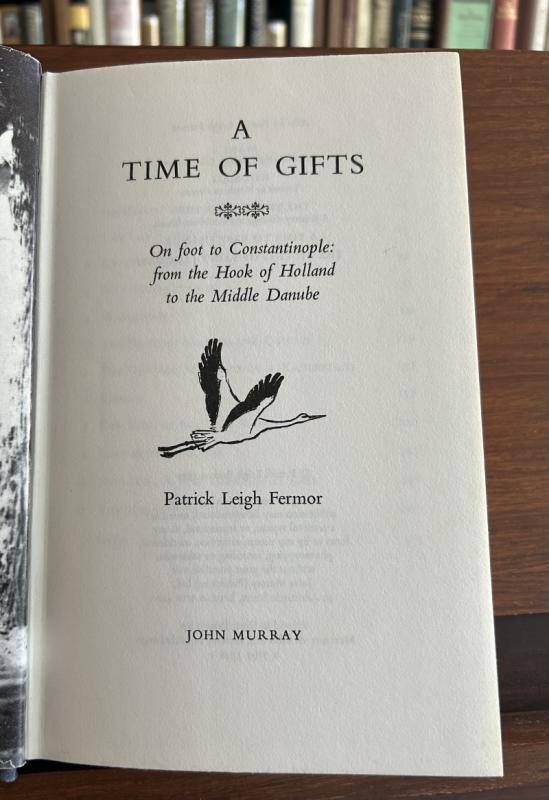 A
TIME OF GIFTS
On foot to Constantinople:
from the Hook of Holland
to the Middle Danube
Patrick Leigh Fermor
JOHN MURRAY